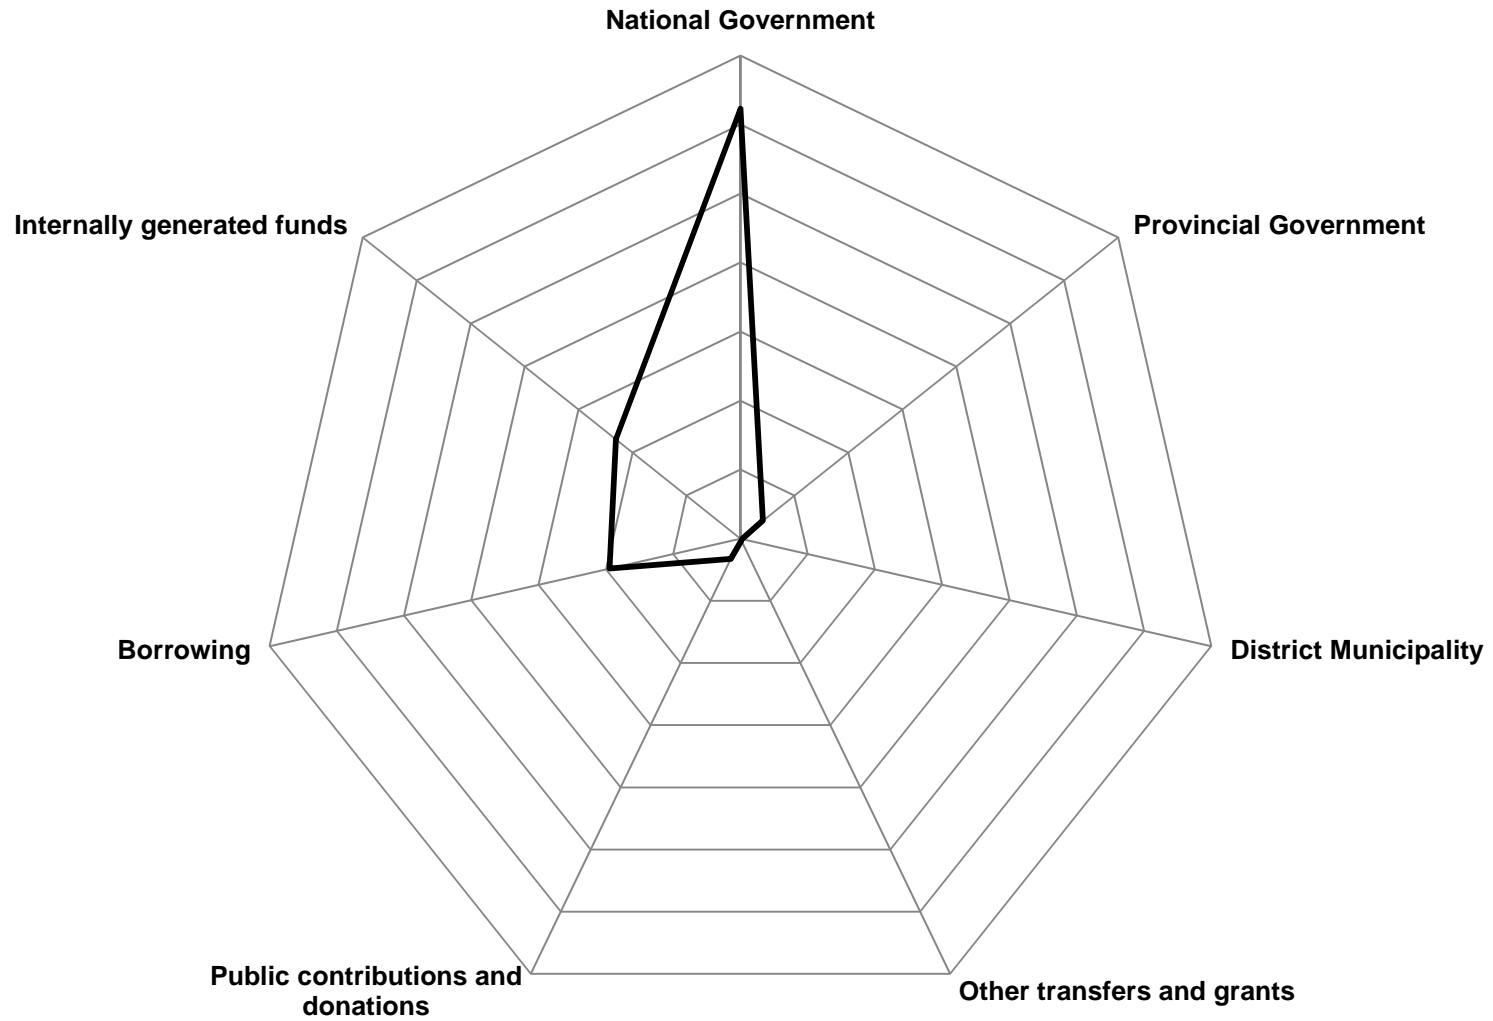 National Government
Internally generated funds
Provincial Government
Borrowing
District Municipality
Public contributions and
donations
Other transfers and grants